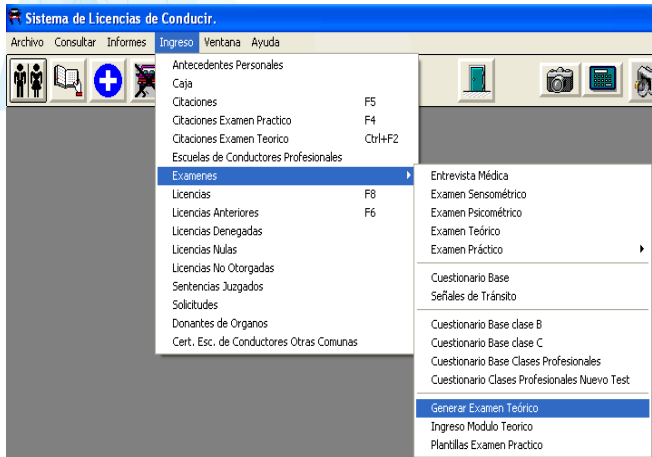 Sistema de Licencias de Conducir.
Archivo Consultar Informes Ingreso Ventana Ayuda
Antecedentes Personales
Caja
Citaciones F5
Citaciones Examen Practico F4
Citaciones Examen Teorico Ctrl+F2
Escuelas de Conductores Profesionales
Examenes
Licencias F8
Licencias Anteriores F6
Licencias Denegadas
Licencias Nulas
Licencias No Otorgadas
Sentencias Juzgados
Solicitudes
Donantes de Organos
Cert. Esc. de Conductores Otras Comunas
Entrevista Médica
Examen Sensométrico
Examen Psicométrico
Examen Teórico
Examen Práctico
Cuestionario Base
Señales de Tránsito
Cuestionario Base clase B
Cuestionario Base clase C
Cuestionario Base Clases Profesionales
Cuestionario Clases Profesionales Nuevo Test
Generar Examen Teórico
Ingreso Modulo Teorico
Plantillas Examen Practico